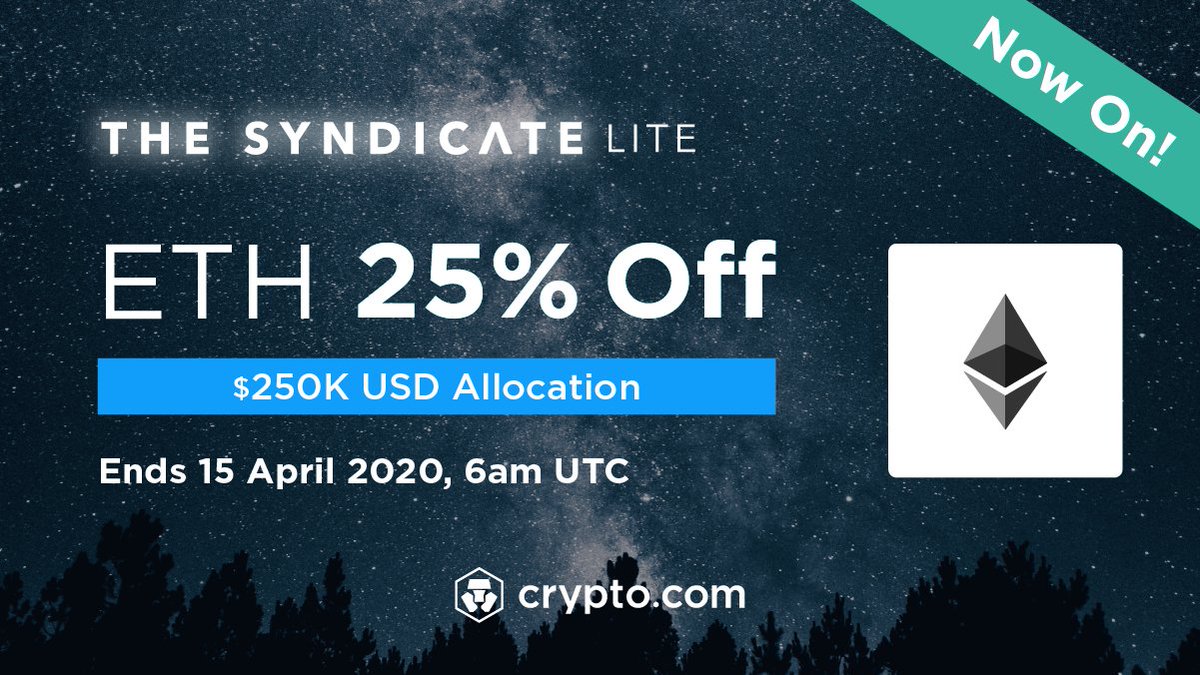 Now On!
THE SYNDICATE LITE
ETH 25% Off
$250K USD Allocation
Ends 15 April 2020, 6am UTC
crypto.com